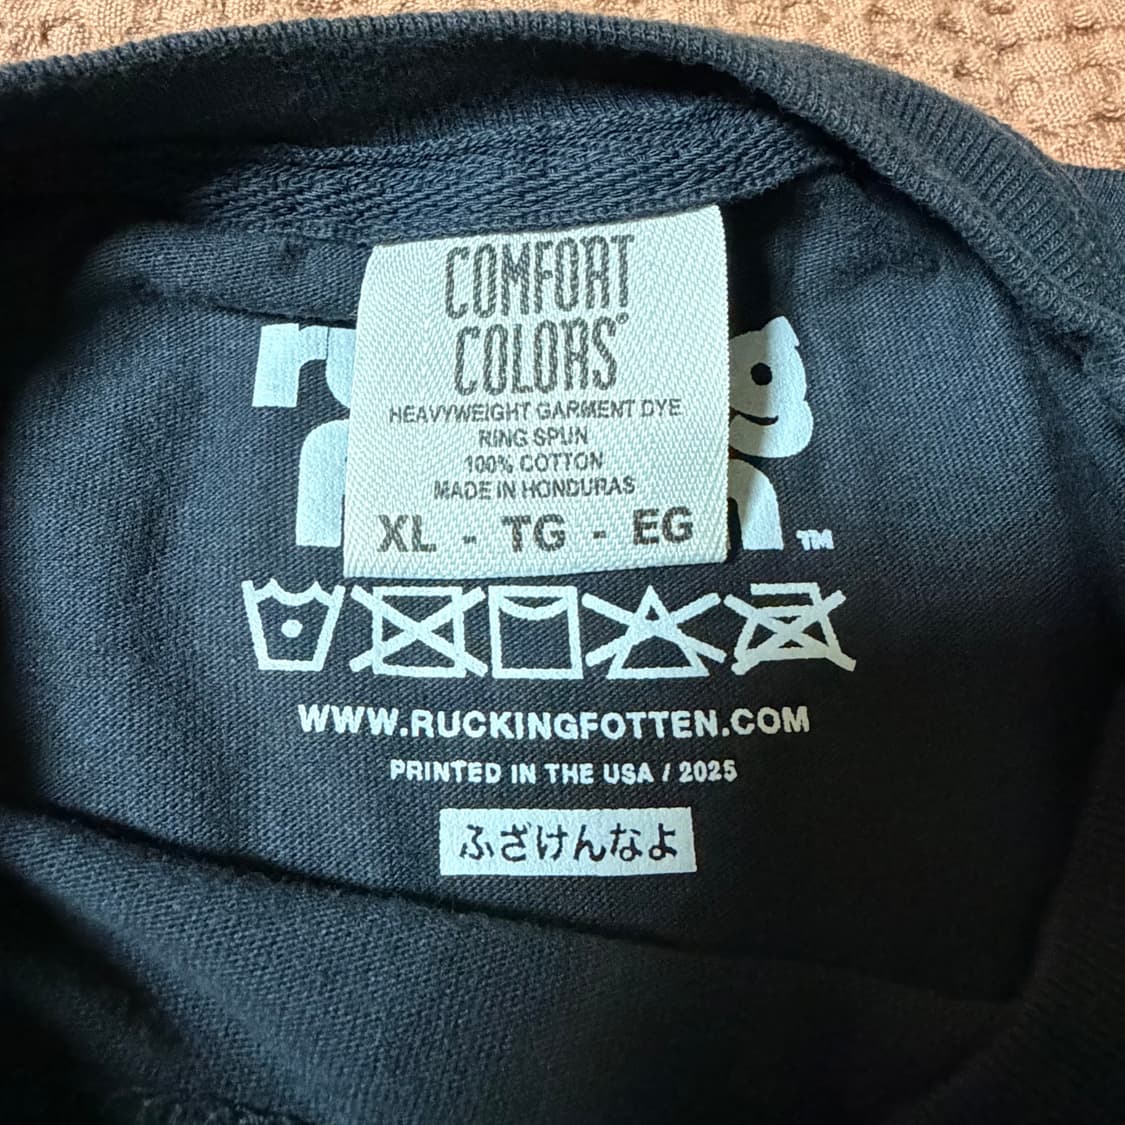 COMFORT
COLORS®
HEAVYWEIGHT GARMENT DYE
RING SPUN
100% COTTON
MADE IN HONDURAS
XL - TG - EG
TM
WWW.RUCKINGFOTTEN.COM
PRINTED IN THE USA / 2025
ふざけんなよ